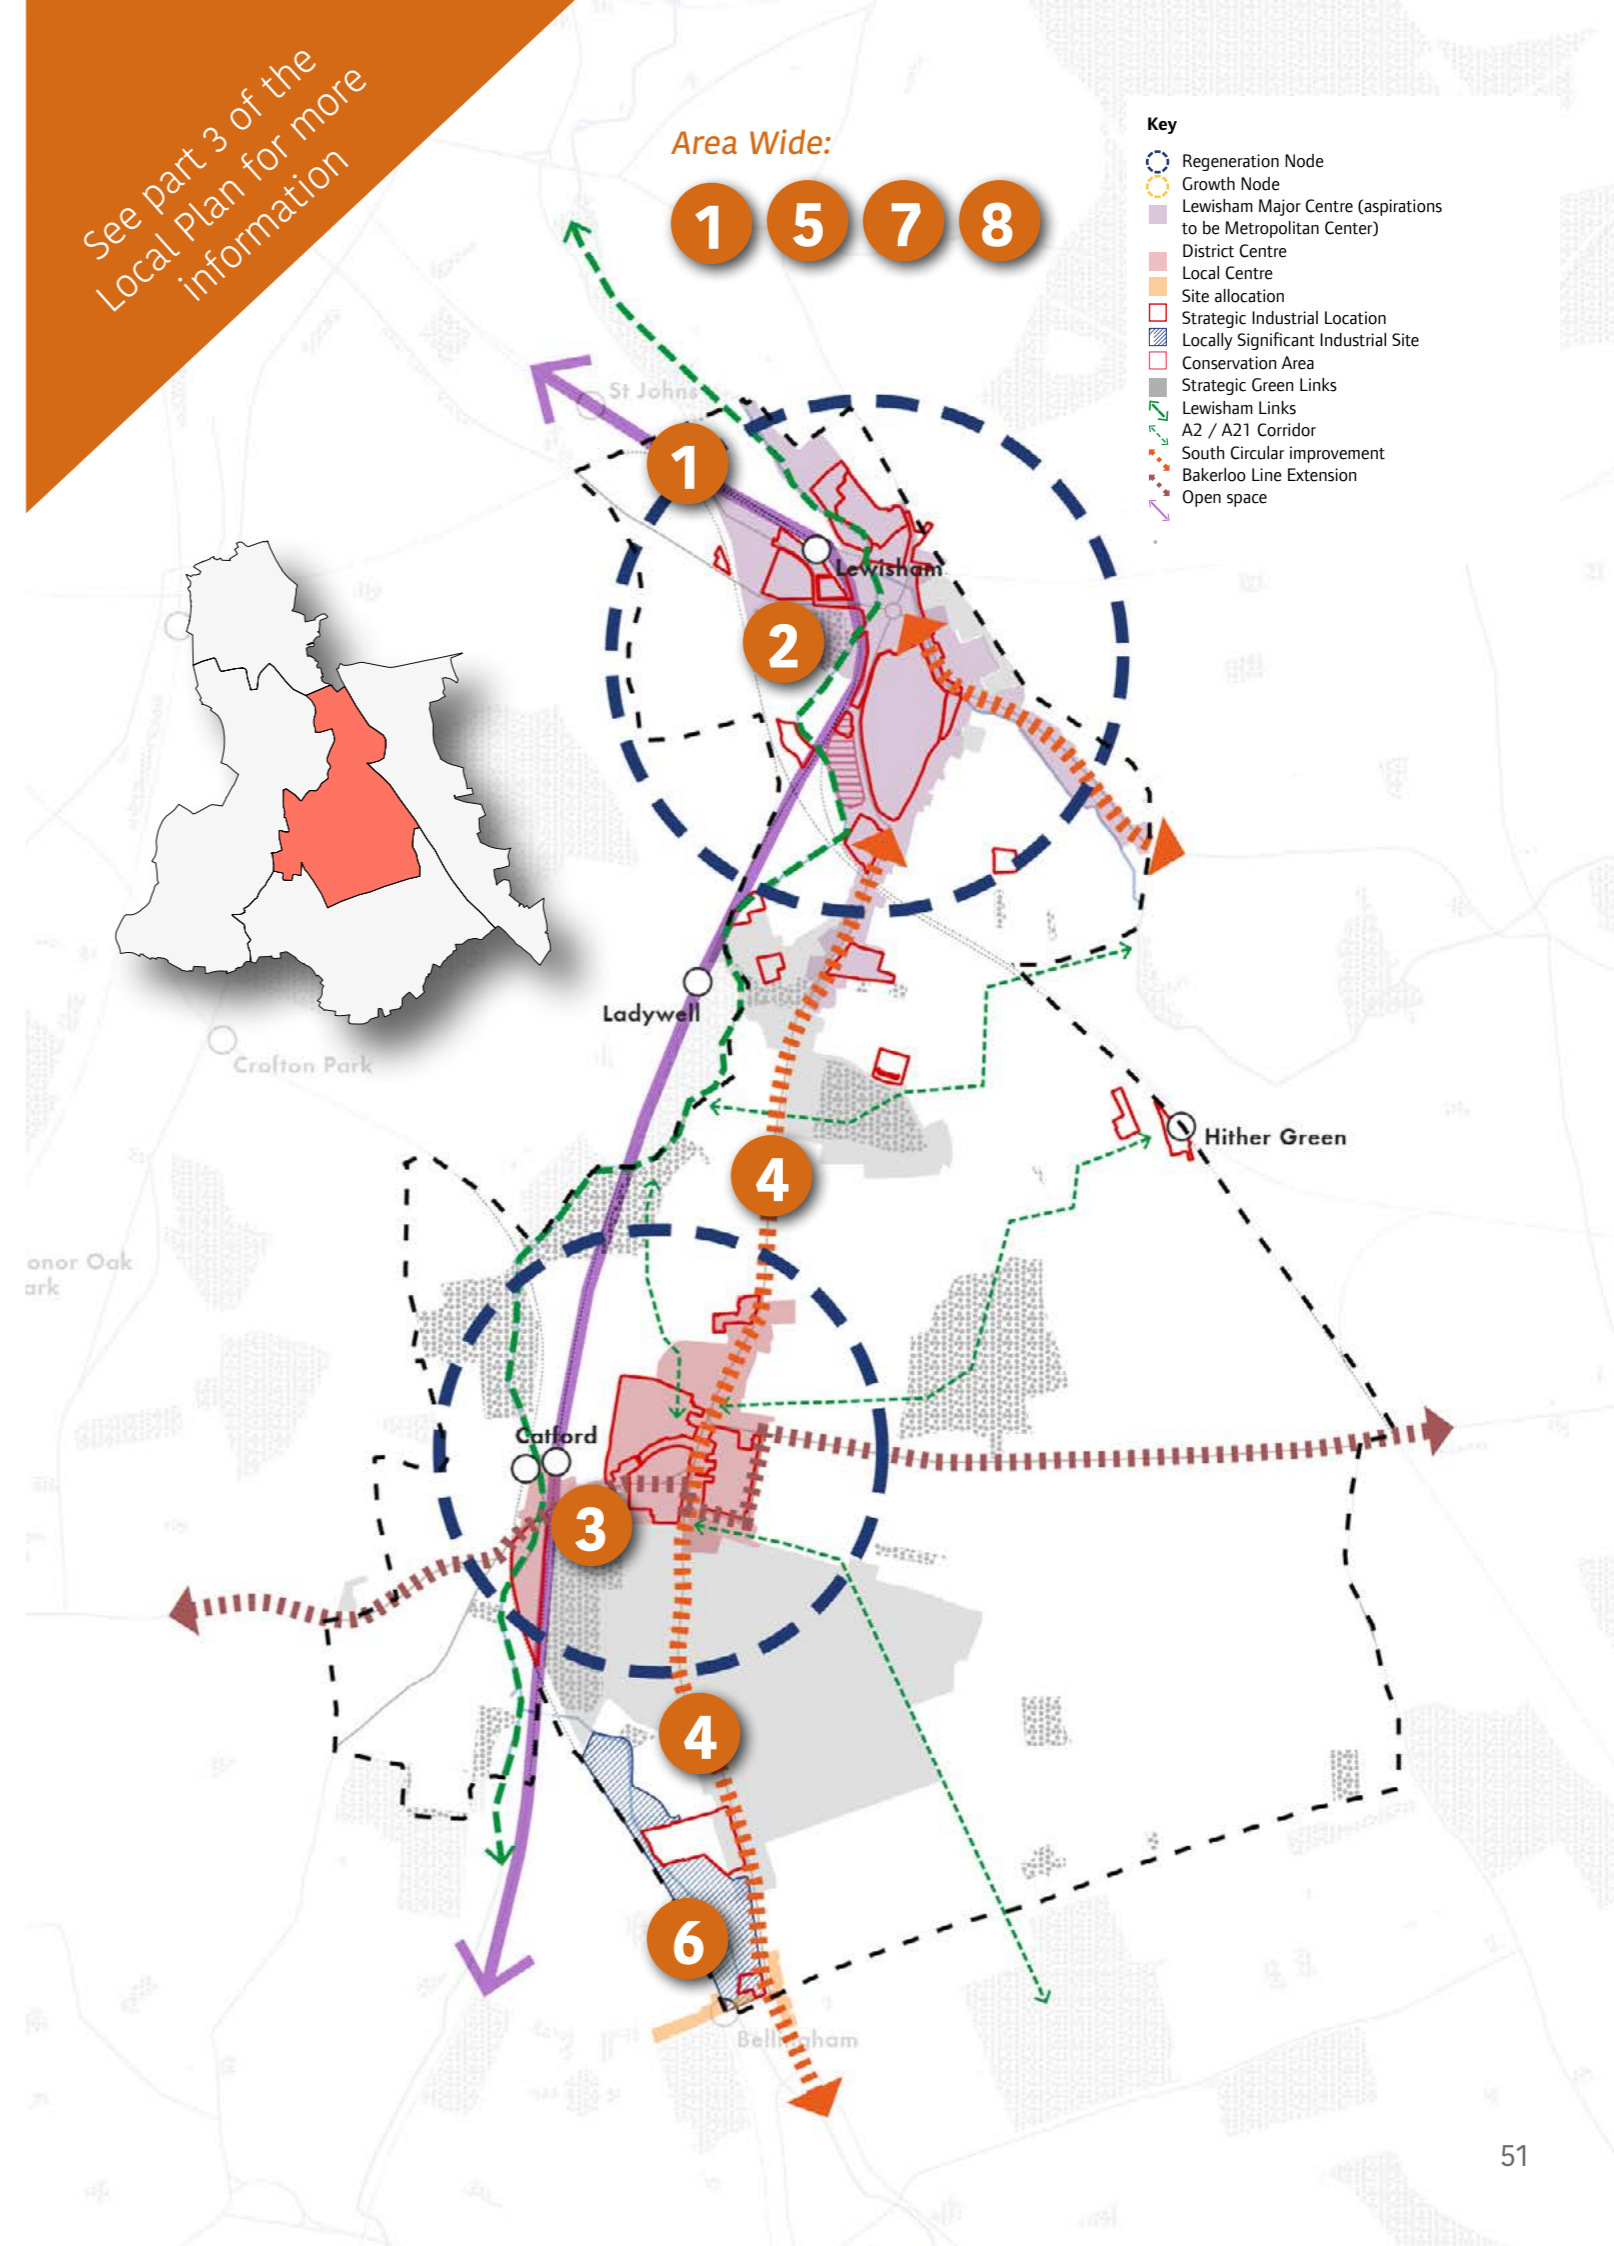 See part 3 of the
Local Plan for more
information
Area Wide:
1 5 7 8
Key
Regeneration Node
Growth Node
Lewisham Major Centre (aspirations
to be Metropolitan Center)
District Centre
Local Centre
Site allocation
Strategic Industrial Location
Locally Significant Industrial Site
Conservation Area
Strategic Green Links
Lewisham Links
A2 / A21 Corridor
South Circular improvement
Bakerloo Line Extension
Open space
St Johns
1
Lewisham
2
Ladywell
Crofton Park
Hither Green
4
onor Oak
ark
Catford
3
4
6
Bellingham
51